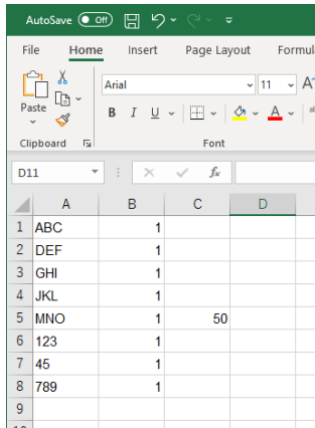 AutoSave Off
File Home Insert Page Layout
Paste
Arial 11
B I U
Clipboard Font
D11 fx
A B C D
1 ABC 1
2 DEF 1
3 GHI 1
4 JKL 1
5 MNO 1 50
6 123 1
7 45 1
8 789 1
9